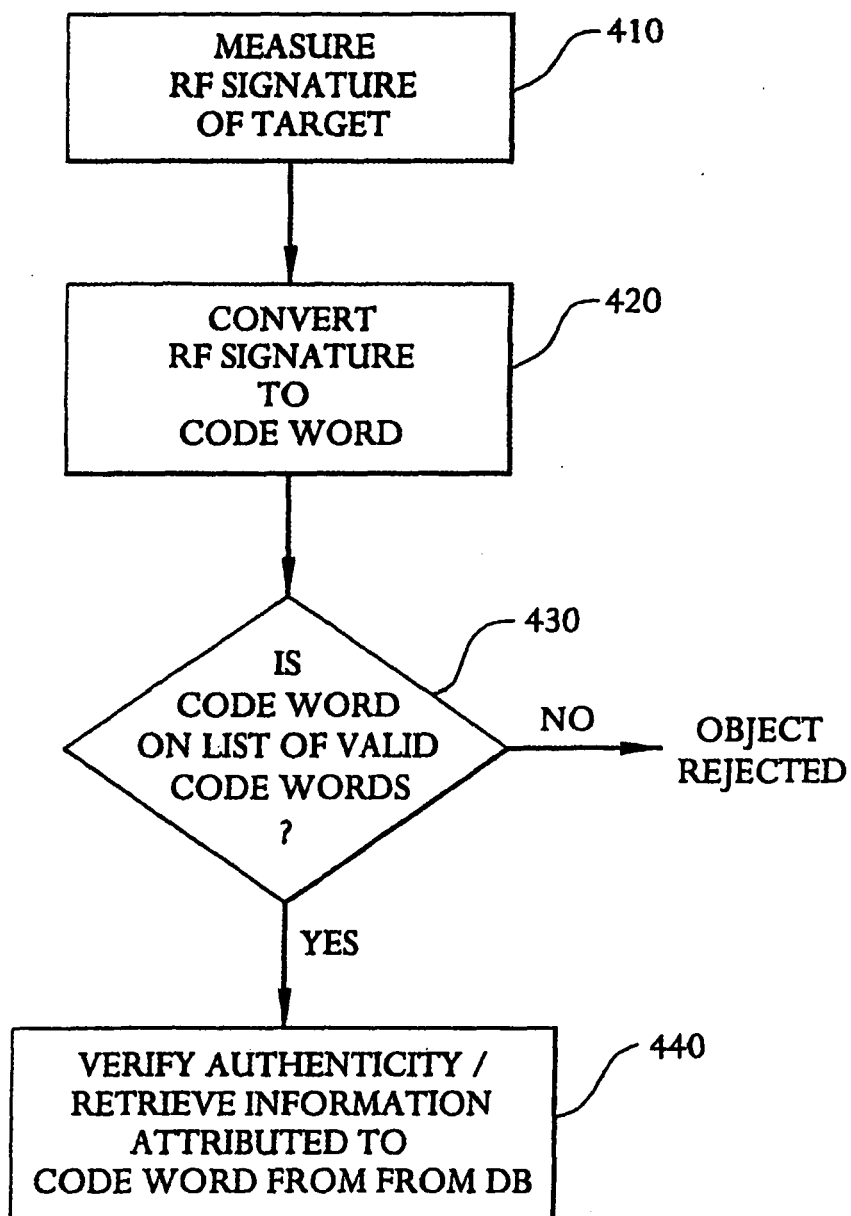 MEASURE
RF SIGNATURE
OF TARGET
410
CONVERT
RF SIGNATURE
TO
CODE WORD
420
IS
CODE WORD
ON LIST OF VALID
CODE WORDS
?
430
NO
OBJECT
REJECTED
YES
VERIFY AUTHENTICITY /
RETRIEVE INFORMATION
ATTRIBUTED TO
CODE WORD FROM FROM DB
440